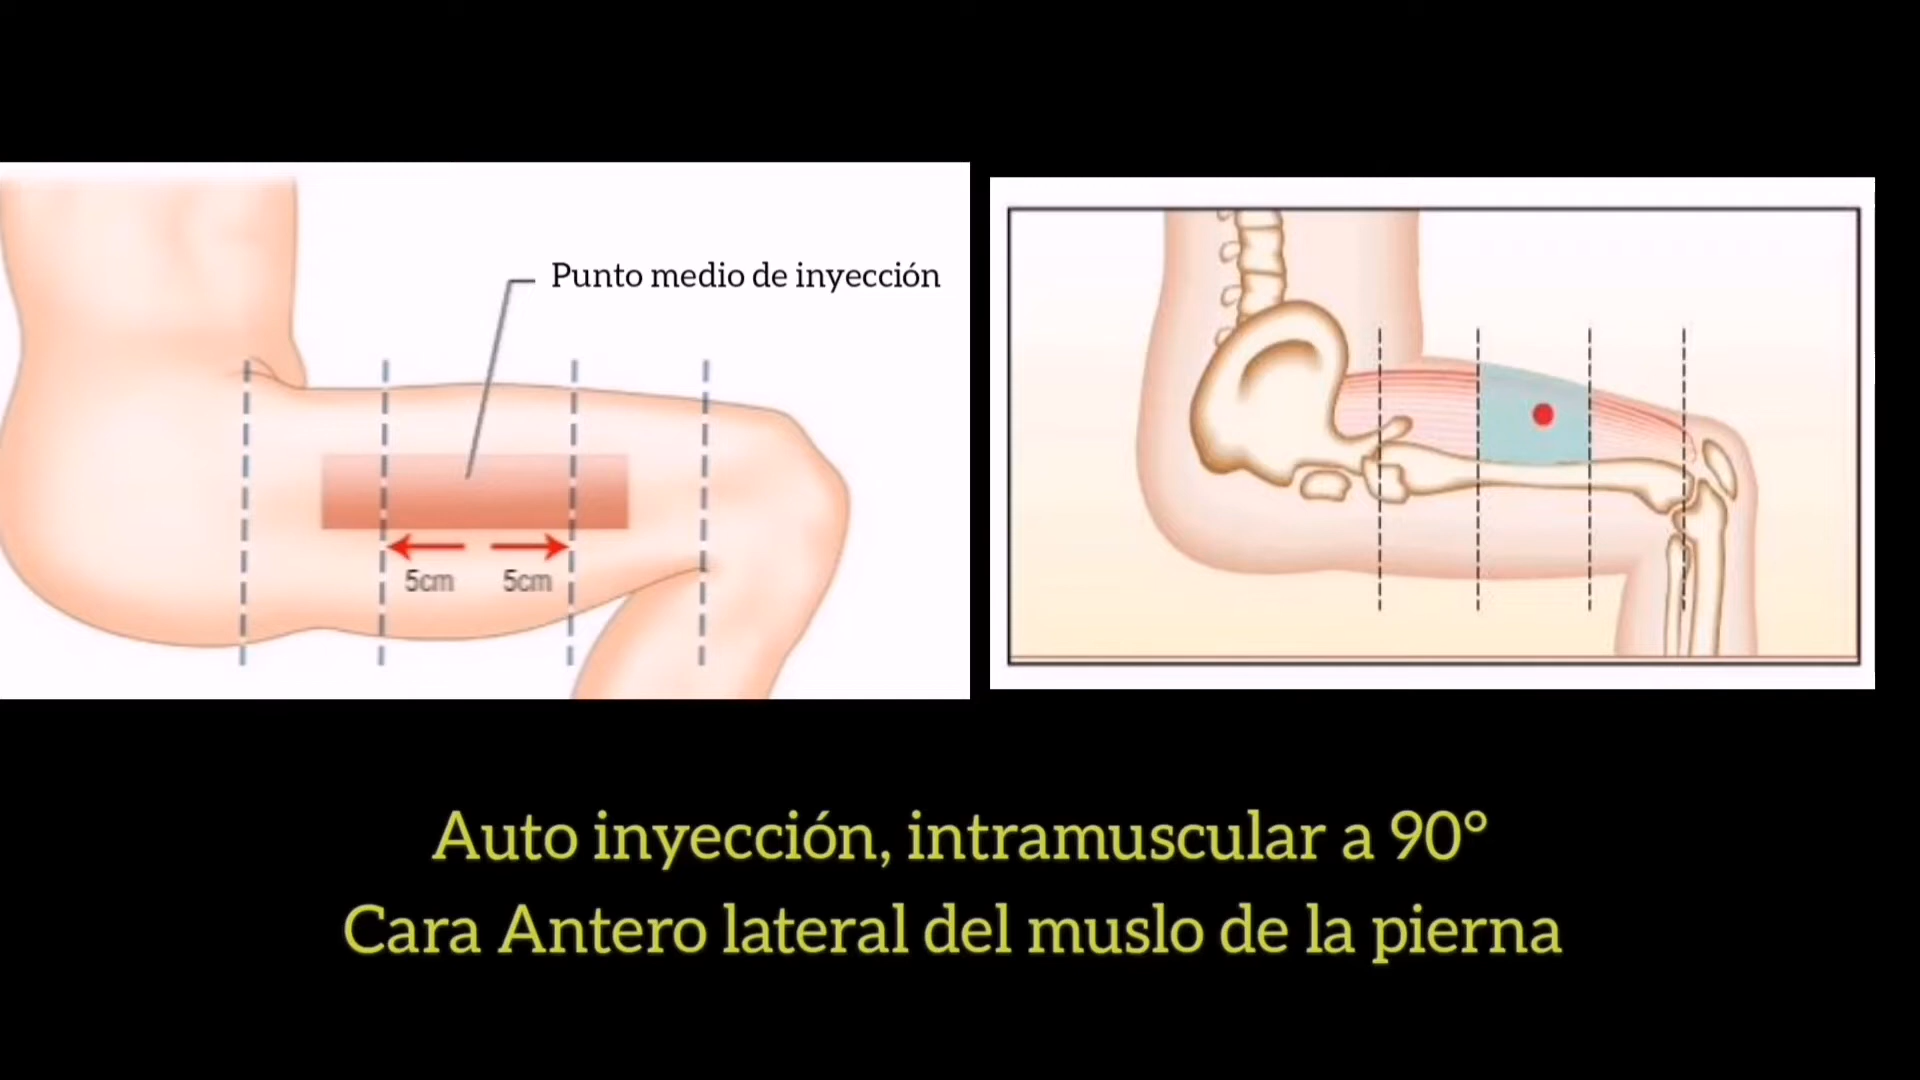 Punto medio de inyección
5cm 5cm
Auto inyección, intramuscular a 90°
Cara Antero lateral del muslo de la pierna